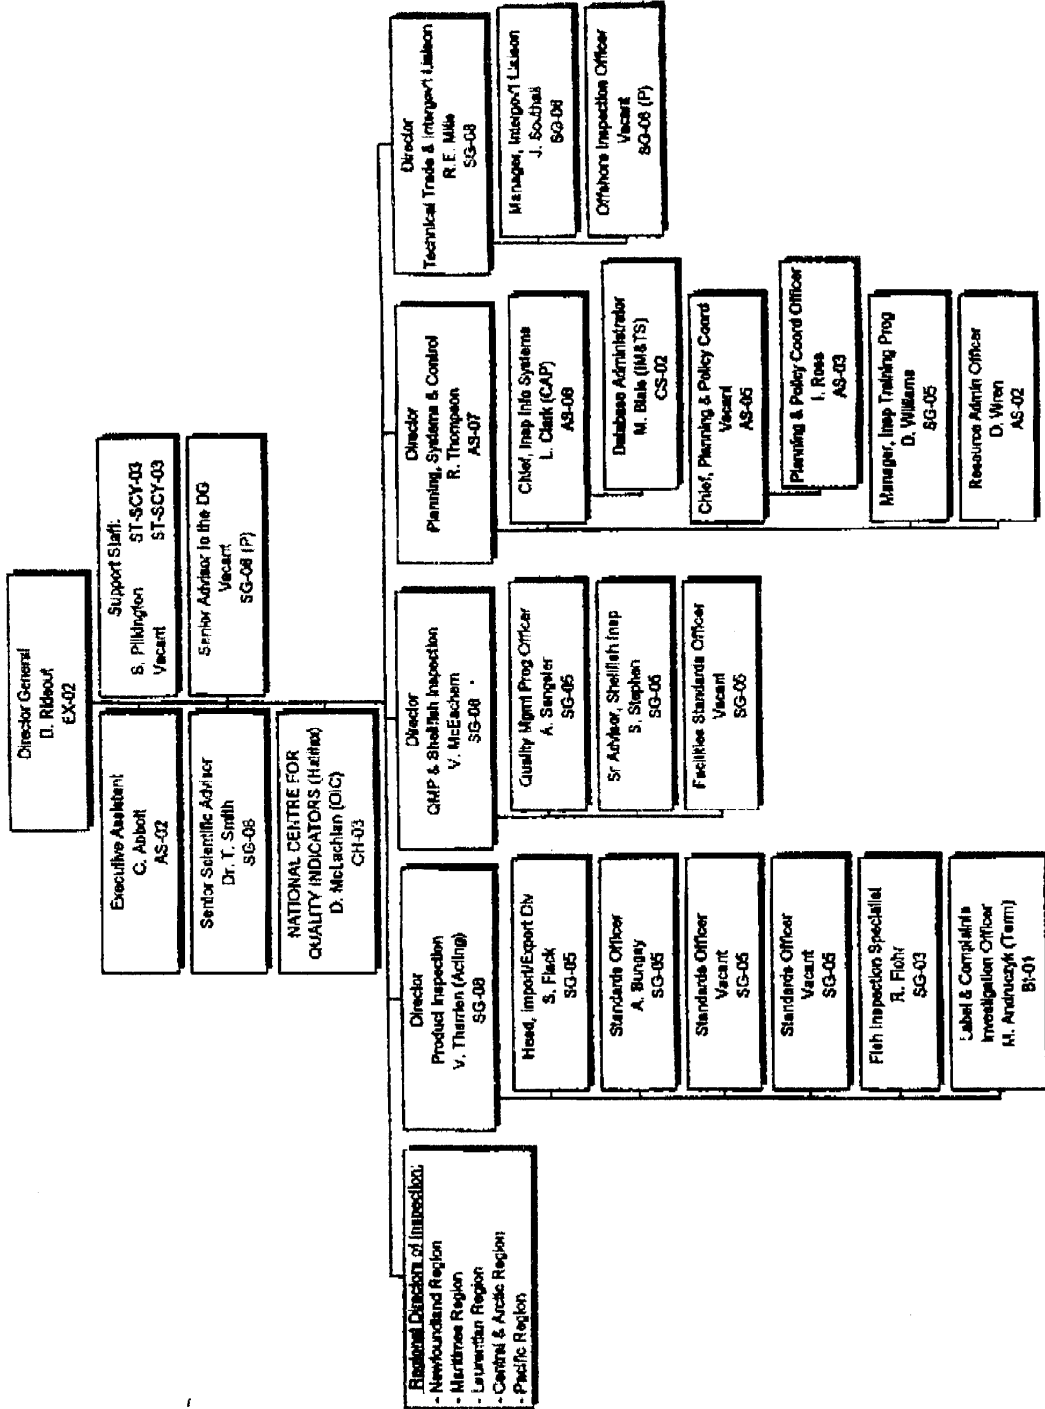 Director General
D. Rideout
EX-02
Executive Assistant
C. Abbott
AS-02
Support Staff:
S. Pilkington ST-SCY-03
Vacant ST-SCY-03
Senior Scientific Advisor
Dr. T. Smith
SG-08
Senior Advisor to the DG
Vacant
SG-08 (P)
NATIONAL CENTRE FOR
QUALITY INDICATORS (Halifax)
D. McLachlan (OIC)
CH-03
Regional Directors of Inspection:
- Newfoundland Region
- Maritimes Region
- Laurentian Region
- Central & Arctic Region
- Pacific Region
Director
Product Inspection
V. Therrien (Acting)
SG-08
Head, Import/Export Div
S. Fleck
SG-05
Standards Officer
A. Bungay
SG-05
Standards Officer
Vacant
SG-05
Standards Officer
Vacant
SG-05
Fish Inspection Specialist
R. Flohr
SG-03
Label & Complaints
Investigation Officer
M. Andruczyk (Term)
BI-01
Director
QMP & Shellfish Inspection
V. McEachern
SG-08
Quality Mgmt Prog Officer
A. Sangster
SG-05
Sr Advisor, Shellfish Insp
S. Stephen
SG-06
Facilities Standards Officer
Vacant
SG-05
Director
Planning, Systems & Control
R. Thompson
AS-07
Chief, Insp Info Systems
L. Clark (CAP)
AS-06
Database Administrator
M. Blais (IM&TS)
CS-02
Chief, Planning & Policy Coord
Vacant
AS-05
Planning & Policy Coord Officer
I. Ross
AS-03
Manager, Insp Training Prog
D. Williams
SG-05
Resource Admin Officer
D. Wren
AS-02
Director
Technical Trade & Intergov't Liaison
R.E. Mills
SG-08
Manager, Intergov't Liaison
J. Southall
SG-06
Offshore Inspection Officer
Vacant
SG-06 (P)